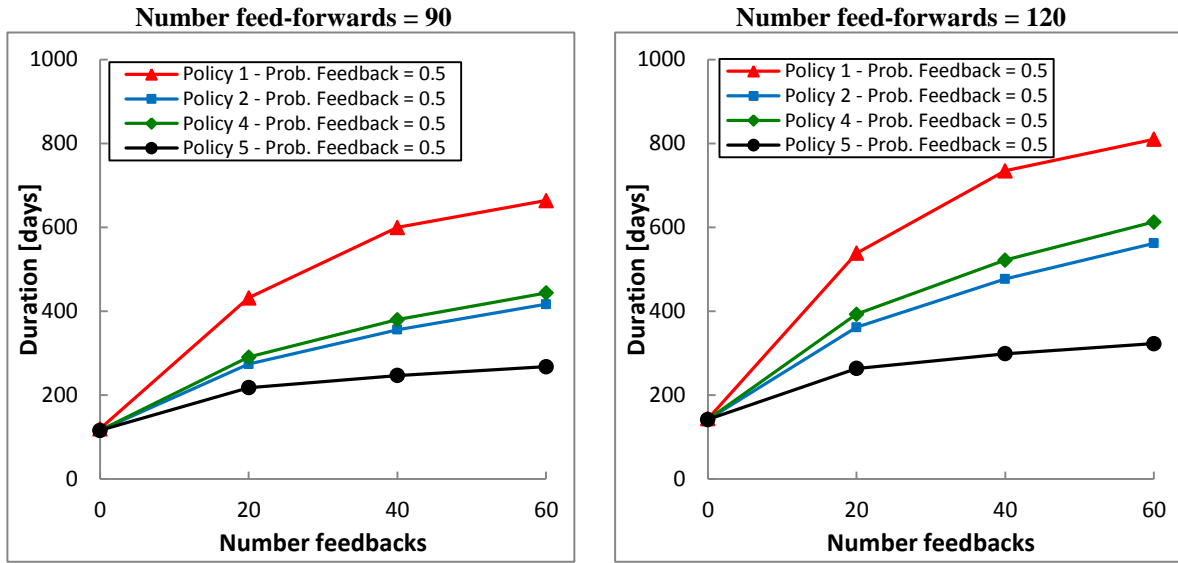 Number feed-forwards = 90
1000
800
600
400
200
0
Duration [days]
Policy 1 - Prob. Feedback = 0.5
Policy 2 - Prob. Feedback = 0.5
Policy 4 - Prob. Feedback = 0.5
Policy 5 - Prob. Feedback = 0.5
0 20 40 60
Number feedbacks
Number feed-forwards = 120
1000
800
600
400
200
0
Duration [days]
Policy 1 - Prob. Feedback = 0.5
Policy 2 - Prob. Feedback = 0.5
Policy 4 - Prob. Feedback = 0.5
Policy 5 - Prob. Feedback = 0.5
0 20 40 60
Number feedbacks